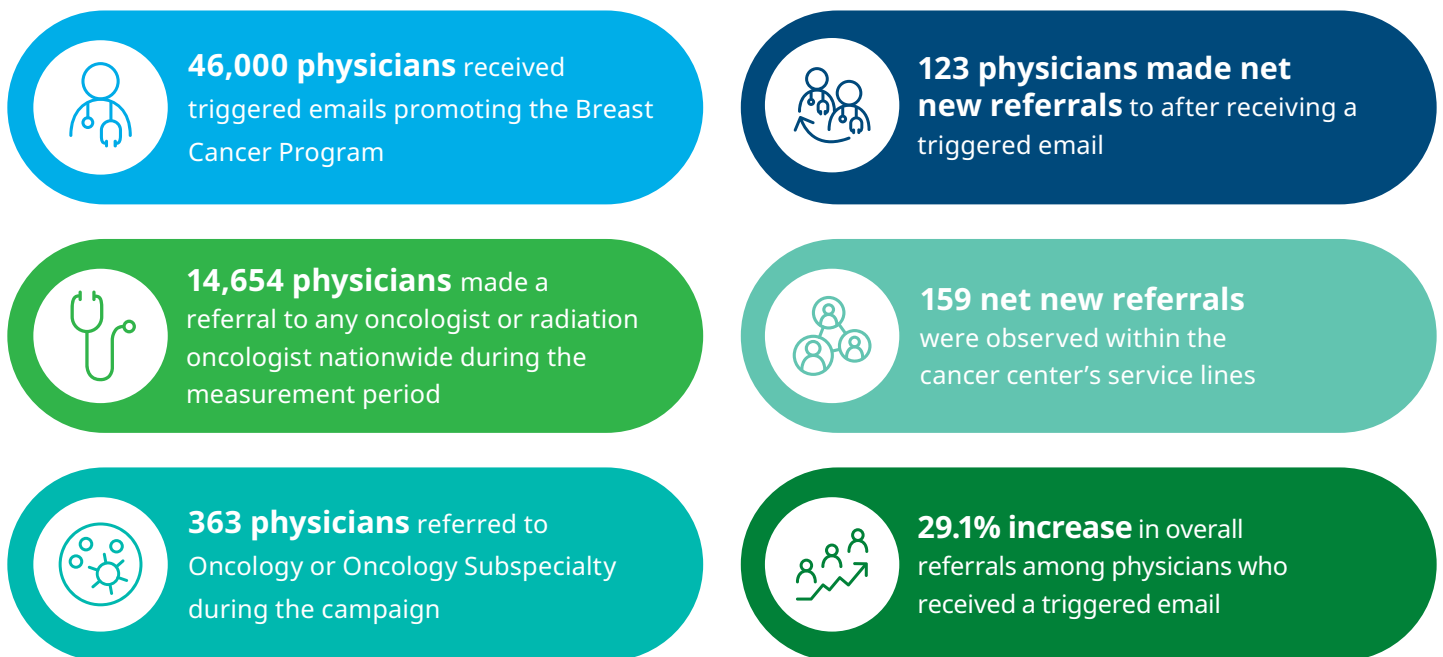 46,000 physicians received
triggered emails promoting the Breast
Cancer Program
123 physicians made net
new referrals to after receiving a
triggered email
14,654 physicians made a
referral to any oncologist or radiation
oncologist nationwide during the
measurement period
159 net new referrals
were observed within the
cancer center’s service lines
363 physicians referred to
Oncology or Oncology Subspecialty
during the campaign
29.1% increase in overall
referrals among physicians who
received a triggered email